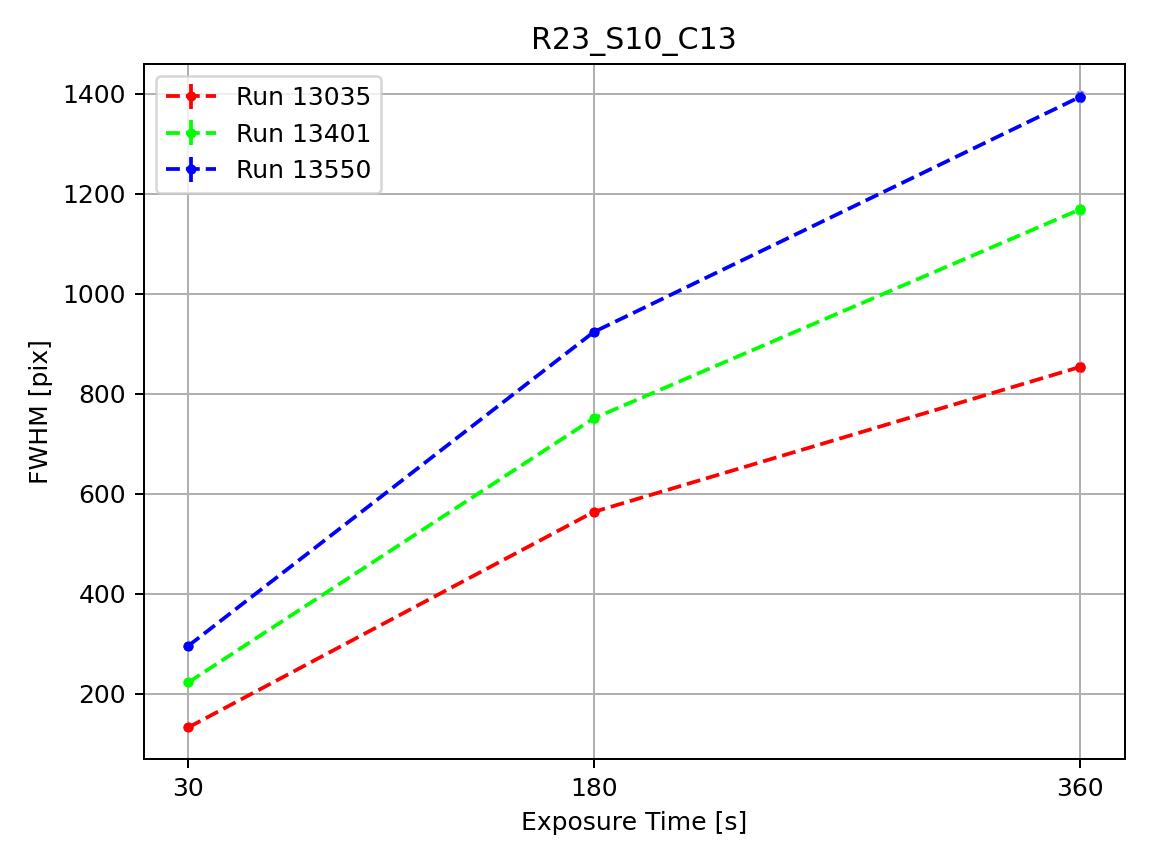 R23_S10_C13
Run 13035
Run 13401
Run 13550
1400
1200
1000
800
600
400
200
FWHM [pix]
30 180 360
Exposure Time [s]